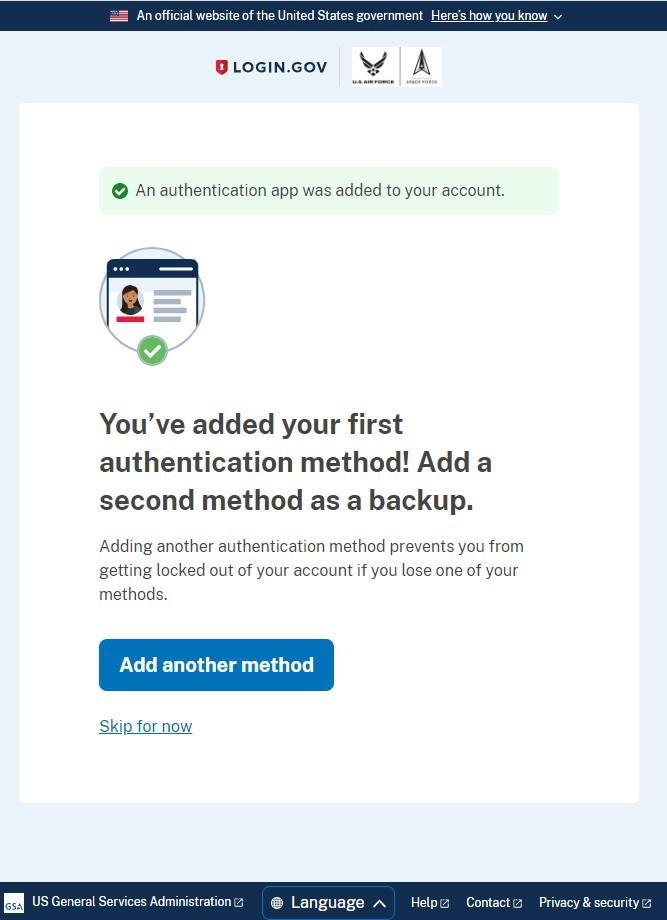 An official website of the United States government Here's how you know
LOGIN.GOV
U.S. AIR FORCE
SPACE FORCE
An authentication app was added to your account.
You've added your first
authentication method! Add a
second method as a backup.
Adding another authentication method prevents you from
getting locked out of your account if you lose one of your
methods.
Add another method
Skip for now
GSA
US General Services Administration
Language
Help
Contact
Privacy & security